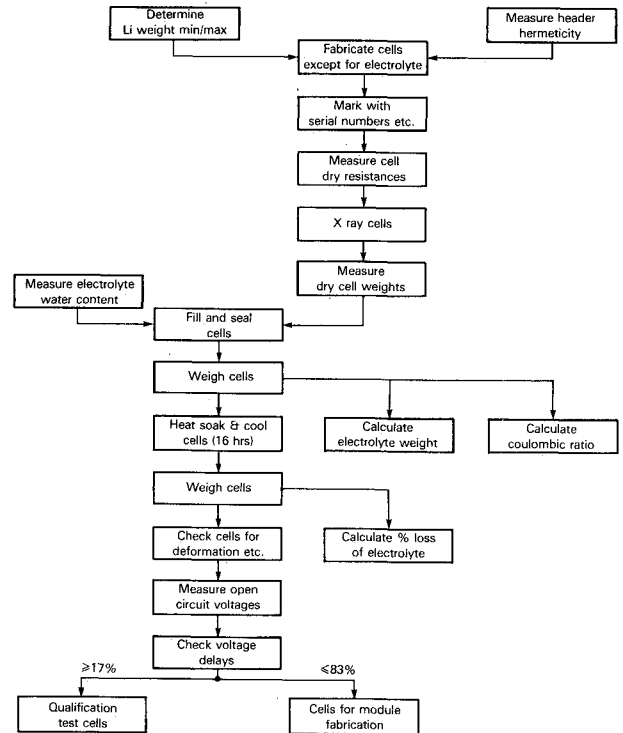 Determine
Li weight min/max
Measure header
hermeticity
Fabricate cells
except for electrolyte
Mark with
serial numbers etc.
Measure cell
dry resistances
X ray cells
Measure
dry cell weights
Measure electrolyte
water content
Fill and seal
cells
Weigh cells
Heat soak & cool
cells (16 hrs)
Calculate
electrolyte weight
Calculate
coulombic ratio
Weigh cells
Check cells for
deformation etc.
Calculate % loss
of electrolyte
Measure open
circuit voltages
Check voltage
delays
⩾17%
⩽83%
Qualification
test cells
Cells for module
fabrication